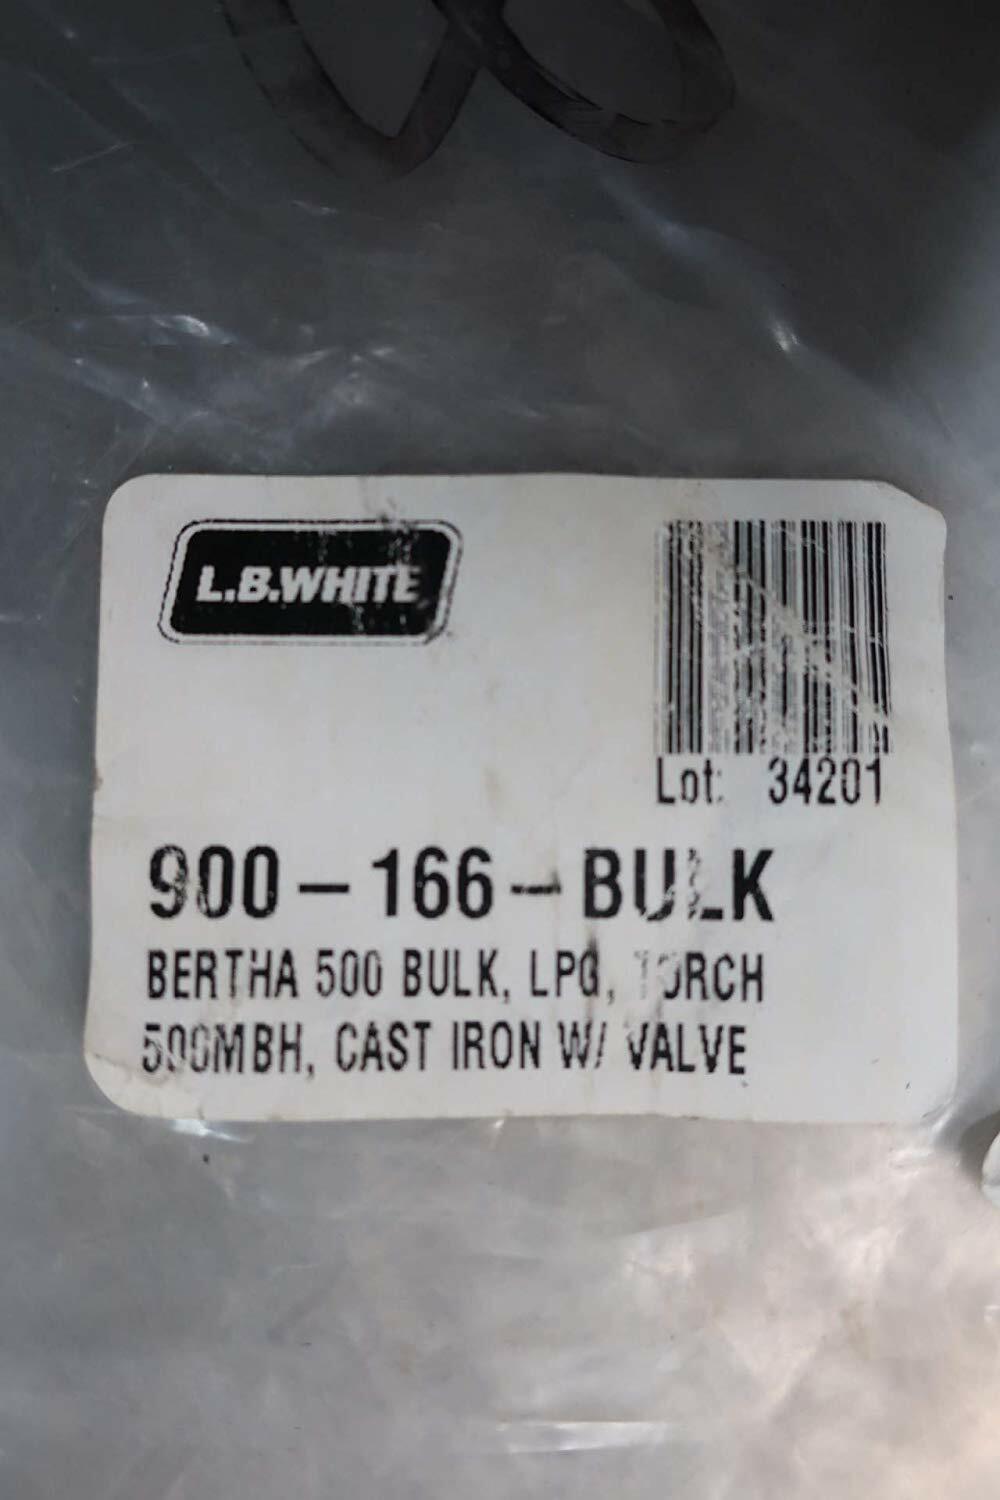 L.B.WHITE
Lot: 34201
900-166-BULK
BERTHA 500 BULK, LPG, TORCH
500MBH, CAST IRON W/ VALVE